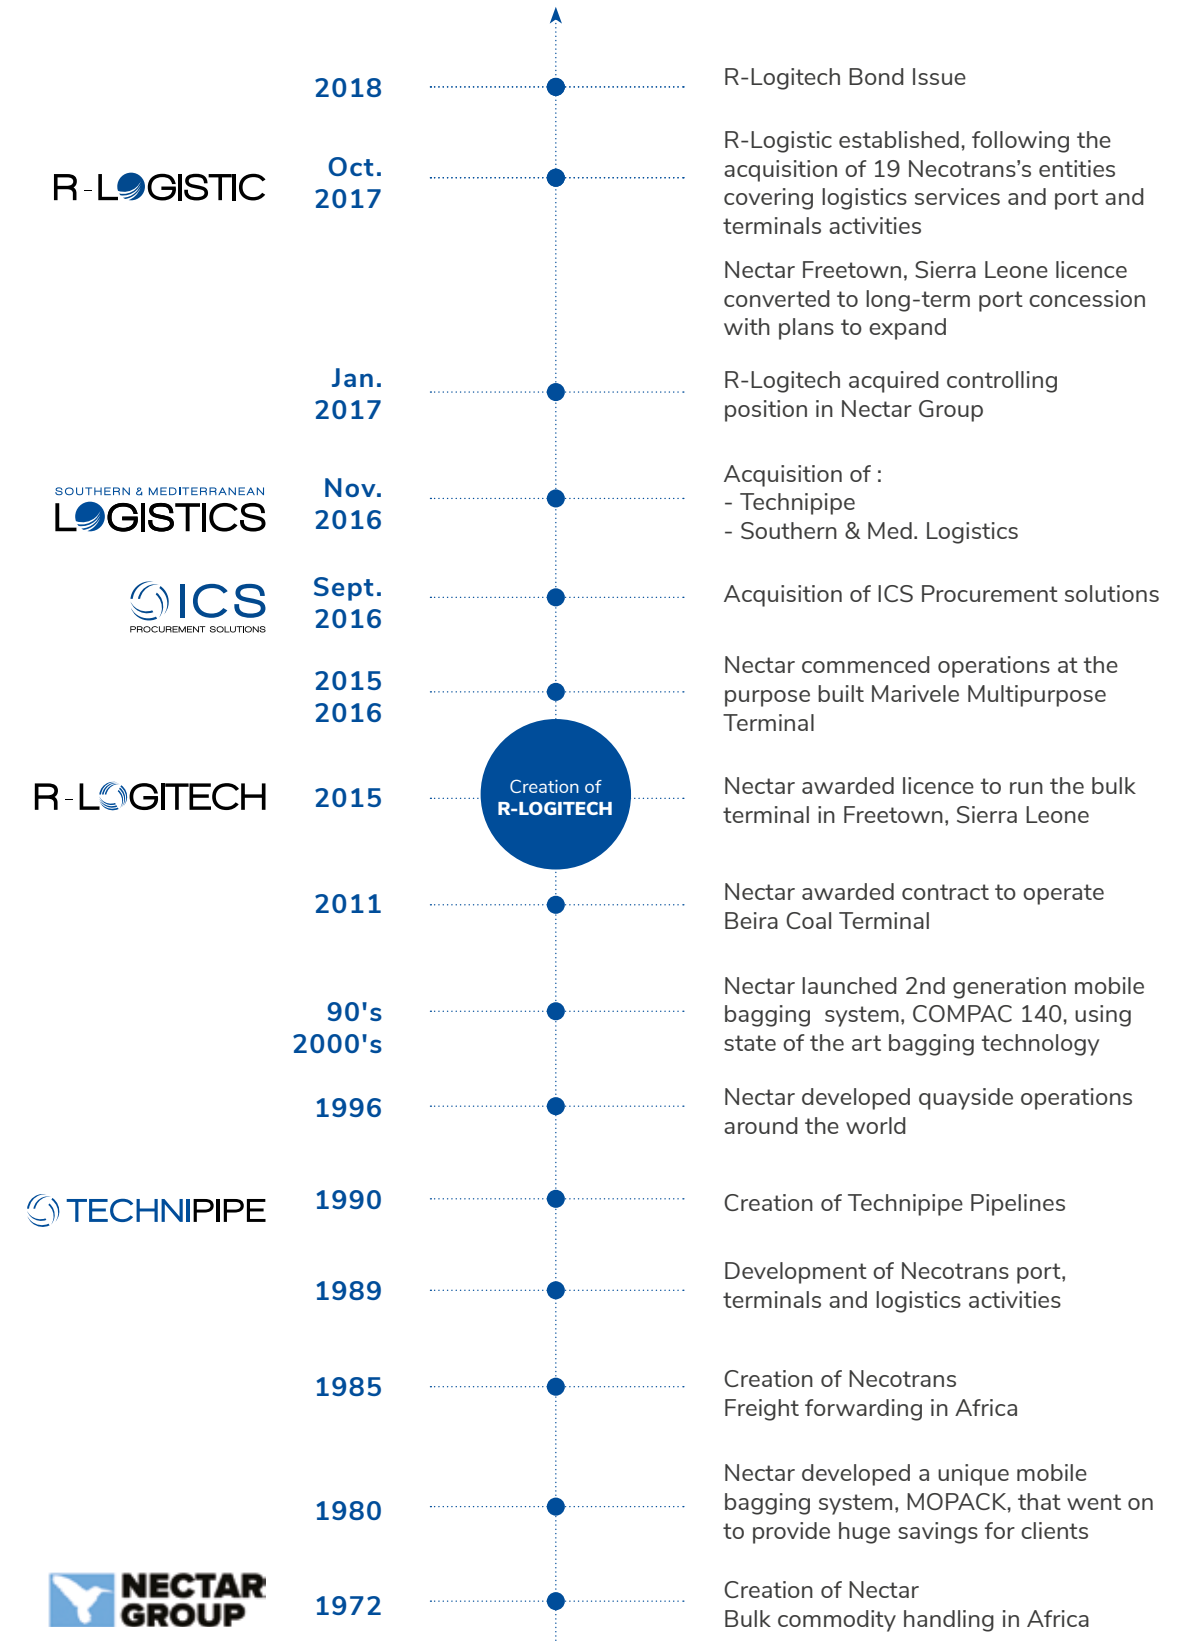 2018
R-Logitech Bond Issue
R-LOGISTIC
Oct.
2017
R-Logistic established, following the
acquisition of 19 Necotrans's entities
covering logistics services and port and
terminals activities
Nectar Freetown, Sierra Leone licence
converted to long-term port concession
with plans to expand
Jan.
2017
R-Logitech acquired controlling
position in Nectar Group
SOUTHERN & MEDITERRANEAN
LOGISTICS
Nov.
2016
Acquisition of :
- Technipipe
- Southern & Med. Logistics
ICS
PROCUREMENT SOLUTIONS
Sept.
2016
Acquisition of ICS Procurement solutions
2015
2016
Nectar commenced operations at the
purpose built Marivele Multipurpose
Terminal
R-LOGITECH
2015
Creation of
R-LOGITECH
Nectar awarded licence to run the bulk
terminal in Freetown, Sierra Leone
2011
Nectar awarded contract to operate
Beira Coal Terminal
90's
2000's
Nectar launched 2nd generation mobile
bagging  system, COMPAC 140, using
state of the art bagging technology
1996
Nectar developed quayside operations
around the world
TECHNIPIPE
1990
Creation of Technipipe Pipelines
1989
Development of Necotrans port,
terminals and logistics activities
1985
Creation of Necotrans
Freight forwarding in Africa
1980
Nectar developed a unique mobile
bagging system, MOPACK, that went on
to provide huge savings for clients
NECTAR
GROUP
1972
Creation of Nectar
Bulk commodity handling in Africa